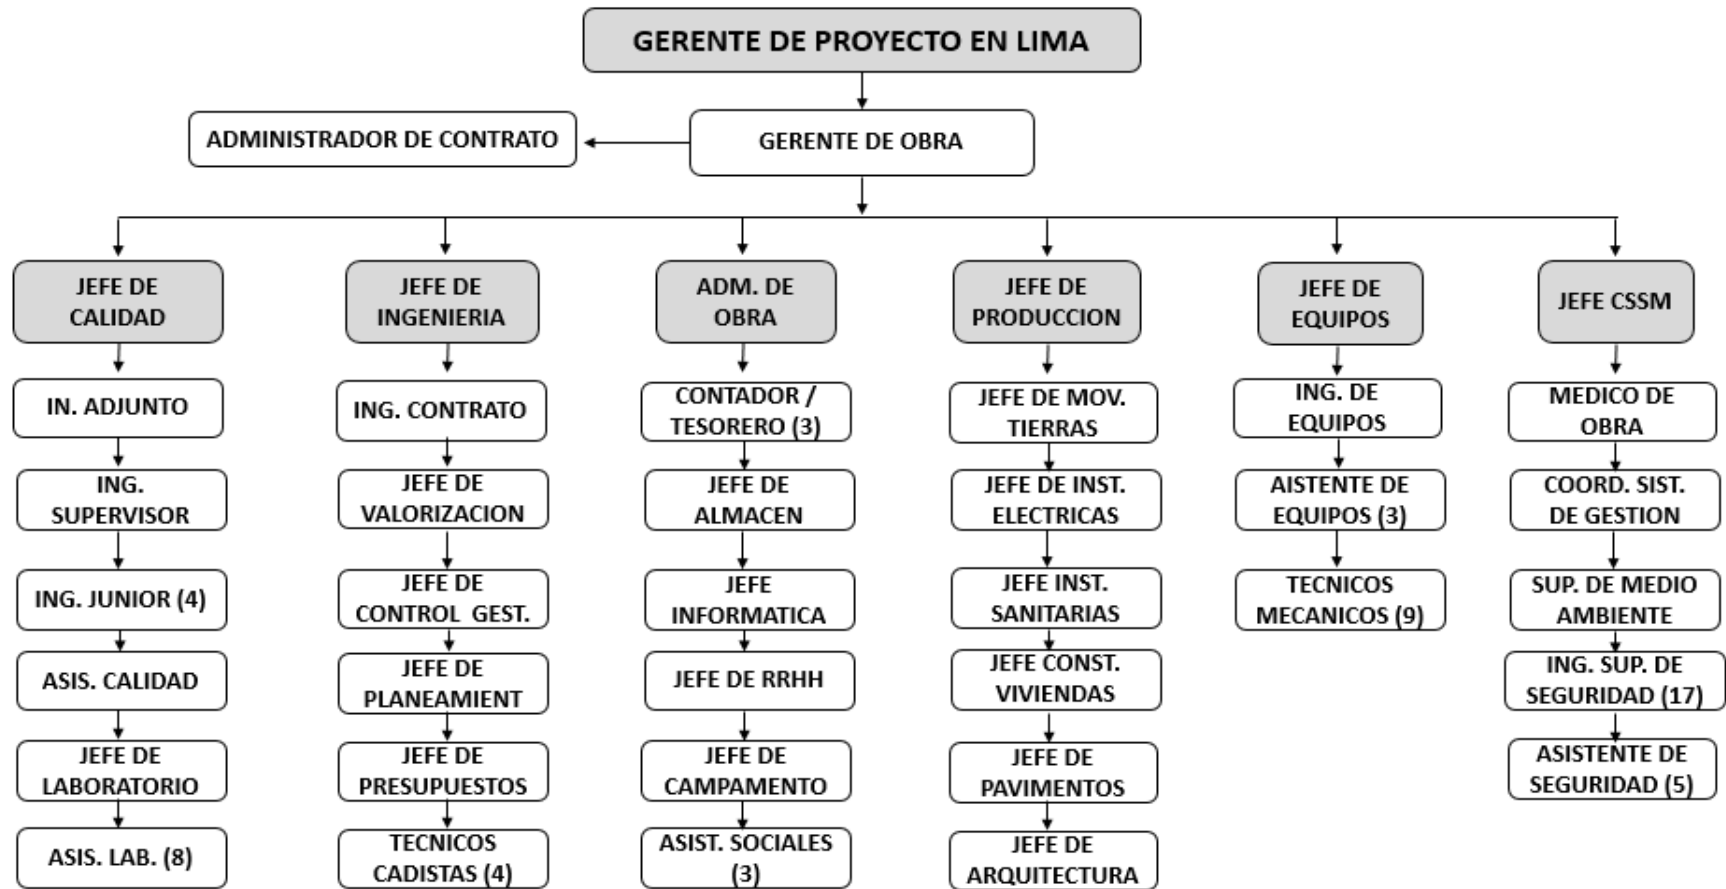 GERENTE DE PROYECTO EN LIMA
ADMINISTRADOR DE CONTRATO
GERENTE DE OBRA
JEFE DE
CALIDAD
IN. ADJUNTO
ING.
SUPERVISOR
ING. JUNIOR (4)
ASIS. CALIDAD
JEFE DE
LABORATORIO
ASIS. LAB. (8)
JEFE DE
INGENIERIA
ING. CONTRATO
JEFE DE
VALORIZACION
JEFE DE
CONTROL GEST.
JEFE DE
PLANEAMIENT
JEFE DE
PRESUPUESTOS
TECNICOS
CADISTAS (4)
ADM. DE
OBRA
CONTADOR /
TESORERO (3)
JEFE DE
ALMACEN
JEFE
INFORMATICA
JEFE DE RRHH
JEFE DE
CAMPAMENTO
ASIST. SOCIALES
(3)
JEFE DE
PRODUCCION
JEFE DE MOV.
TIERRAS
JEFE DE INST.
ELECTRICAS
JEFE INST.
SANITARIAS
JEFE CONST.
VIVIENDAS
JEFE DE
PAVIMENTOS
JEFE DE
ARQUITECTURA
JEFE DE
EQUIPOS
ING. DE
EQUIPOS
AISTENTE DE
EQUIPOS (3)
TECNICOS
MECANICOS (9)
JEFE CSSM
MEDICO DE
OBRA
COORD. SIST.
DE GESTION
SUP. DE MEDIO
AMBIENTE
ING. SUP. DE
SEGURIDAD (17)
ASISTENTE DE
SEGURIDAD (5)